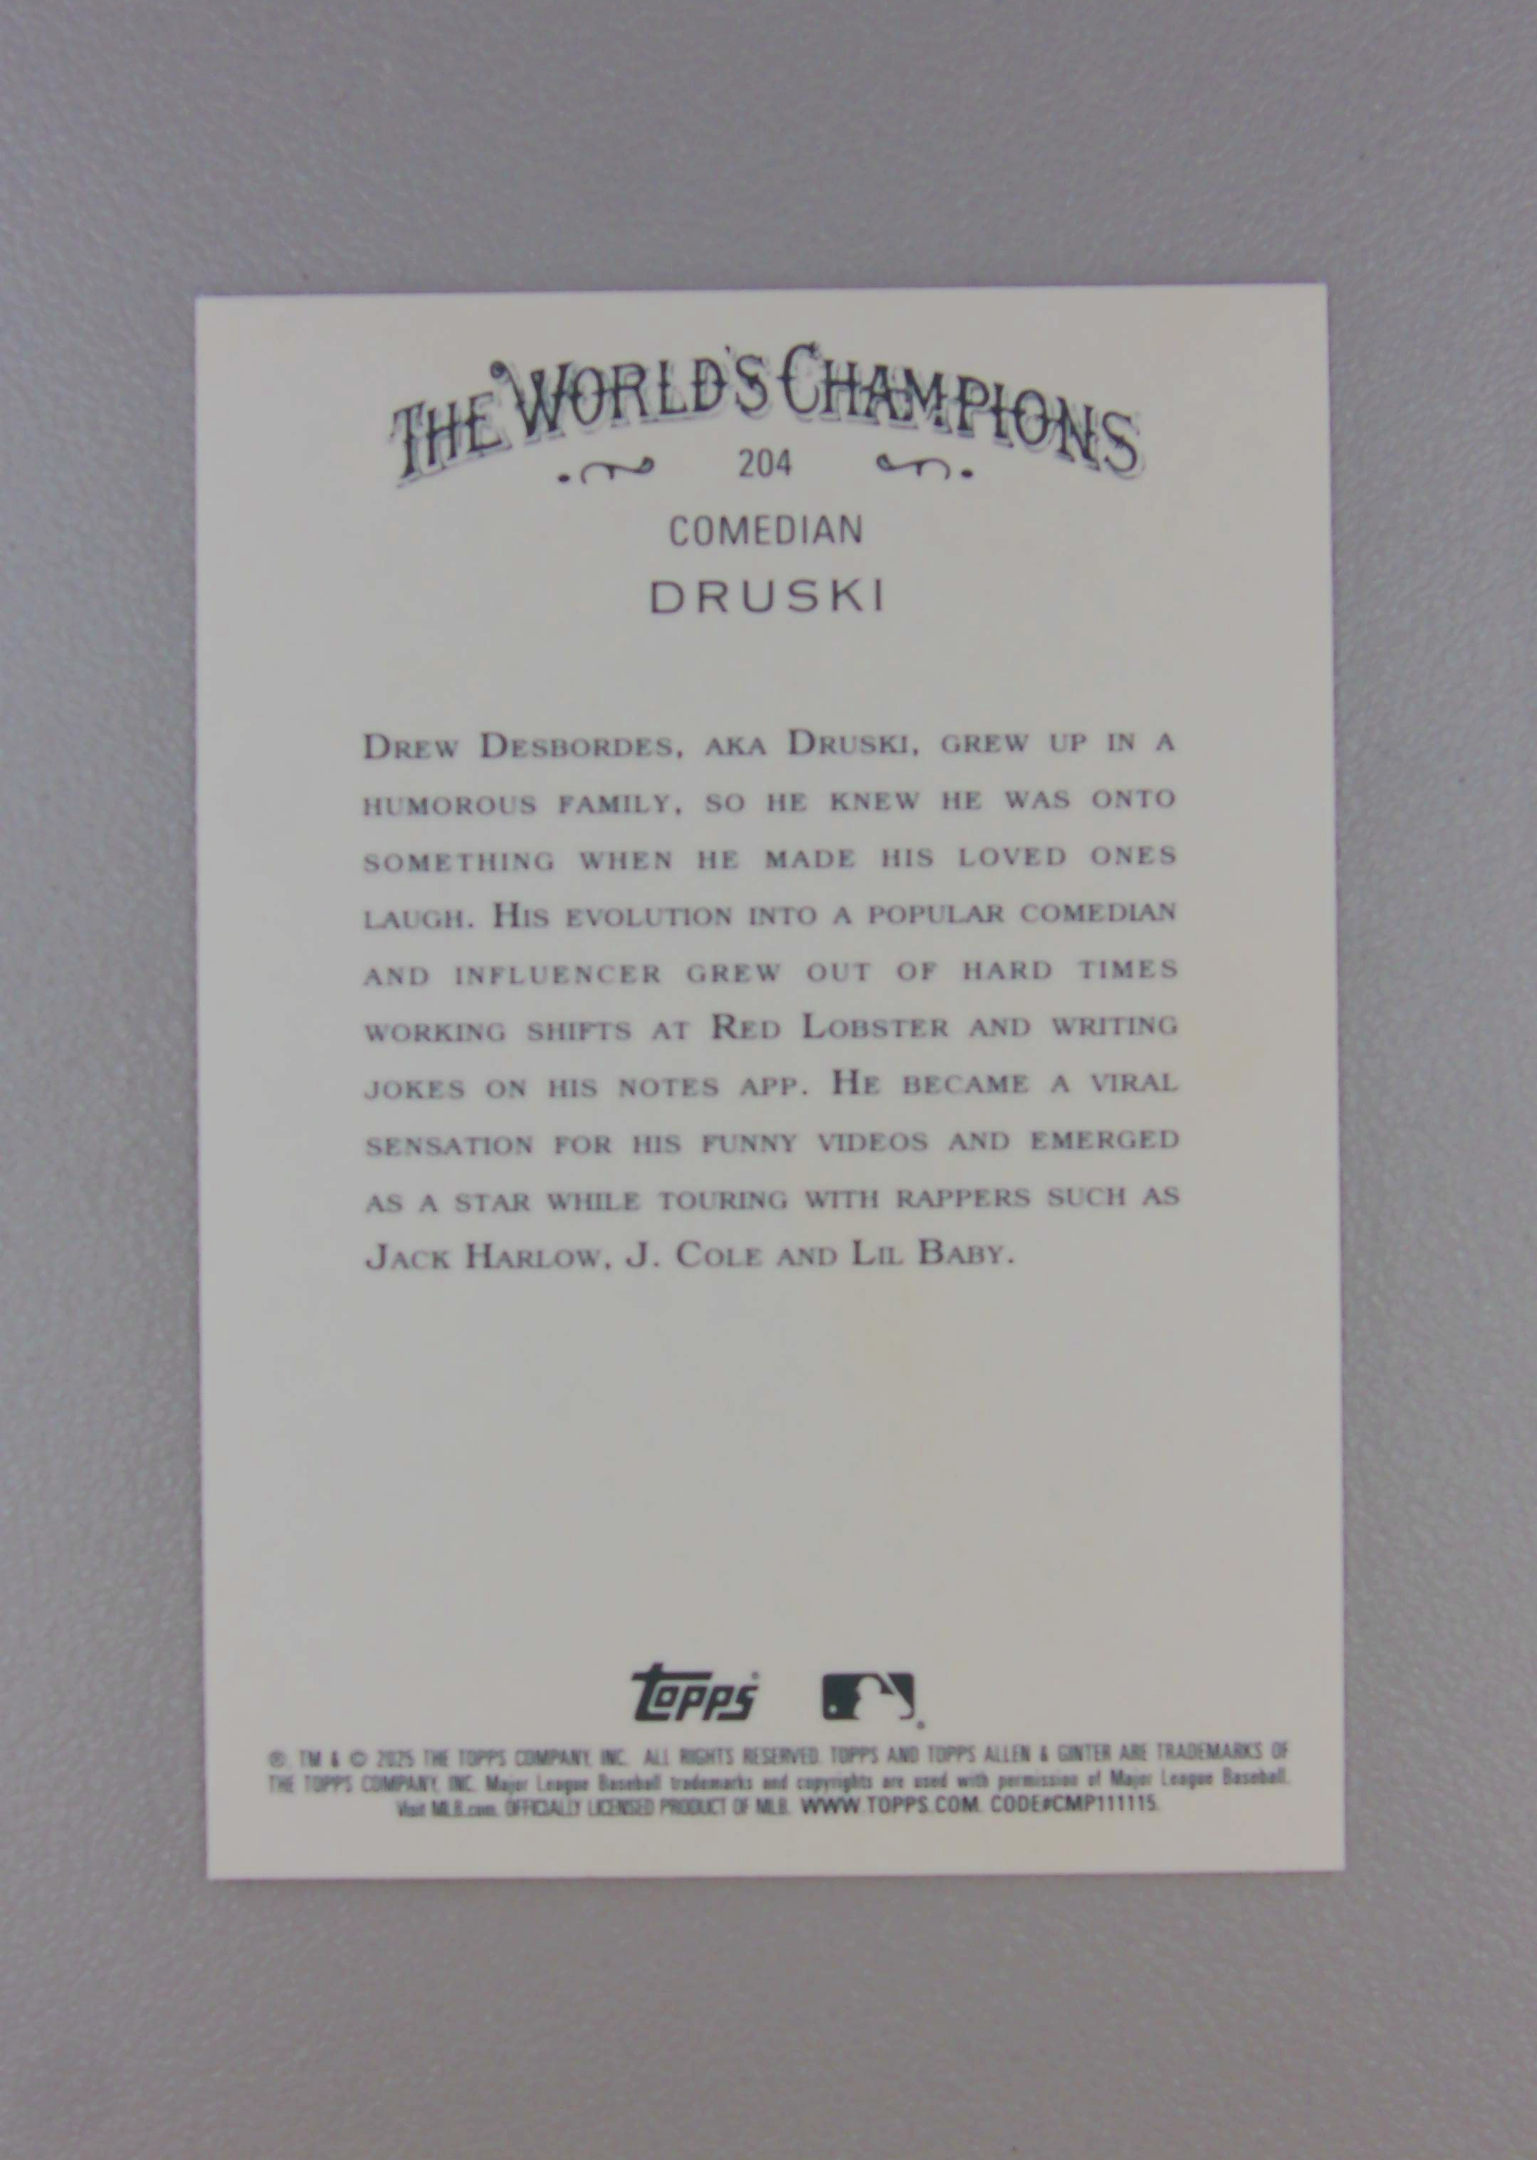 THE WORLD'S CHAMPIONS
204
COMEDIAN
DRUSKI
DREW DESBORDES, AKA DRUSKI, GREW UP IN A
HUMOROUS FAMILY, SO HE KNEW HE WAS ONTO
SOMETHING WHEN HE MADE HIS LOVED ONES
LAUGH. HIS EVOLUTION INTO A POPULAR COMEDIAN
AND INFLUENCER GREW OUT OF HARD TIMES
WORKING SHIFTS AT RED LOBSTER AND WRITING
JOKES ON HIS NOTES APP. HE BECAME A VIRAL
SENSATION FOR HIS FUNNY VIDEOS AND EMERGED
AS A STAR WHILE TOURING WITH RAPPERS SUCH AS
JACK HARLOW, J. COLE AND LIL BABY.
topps®
®, TM & © 2025 THE TOPPS COMPANY, INC. ALL RIGHTS RESERVED. TOPPS AND TOPPS ALLEN & GINTER ARE TRADEMARKS OF
THE TOPPS COMPANY, INC. Major League Baseball trademarks and copyrights are used with permission of Major League Baseball.
Visit MLB.com. OFFICIALLY LICENSED PRODUCT OF MLB. WWW.TOPPS.COM. CODE#CMP111115.